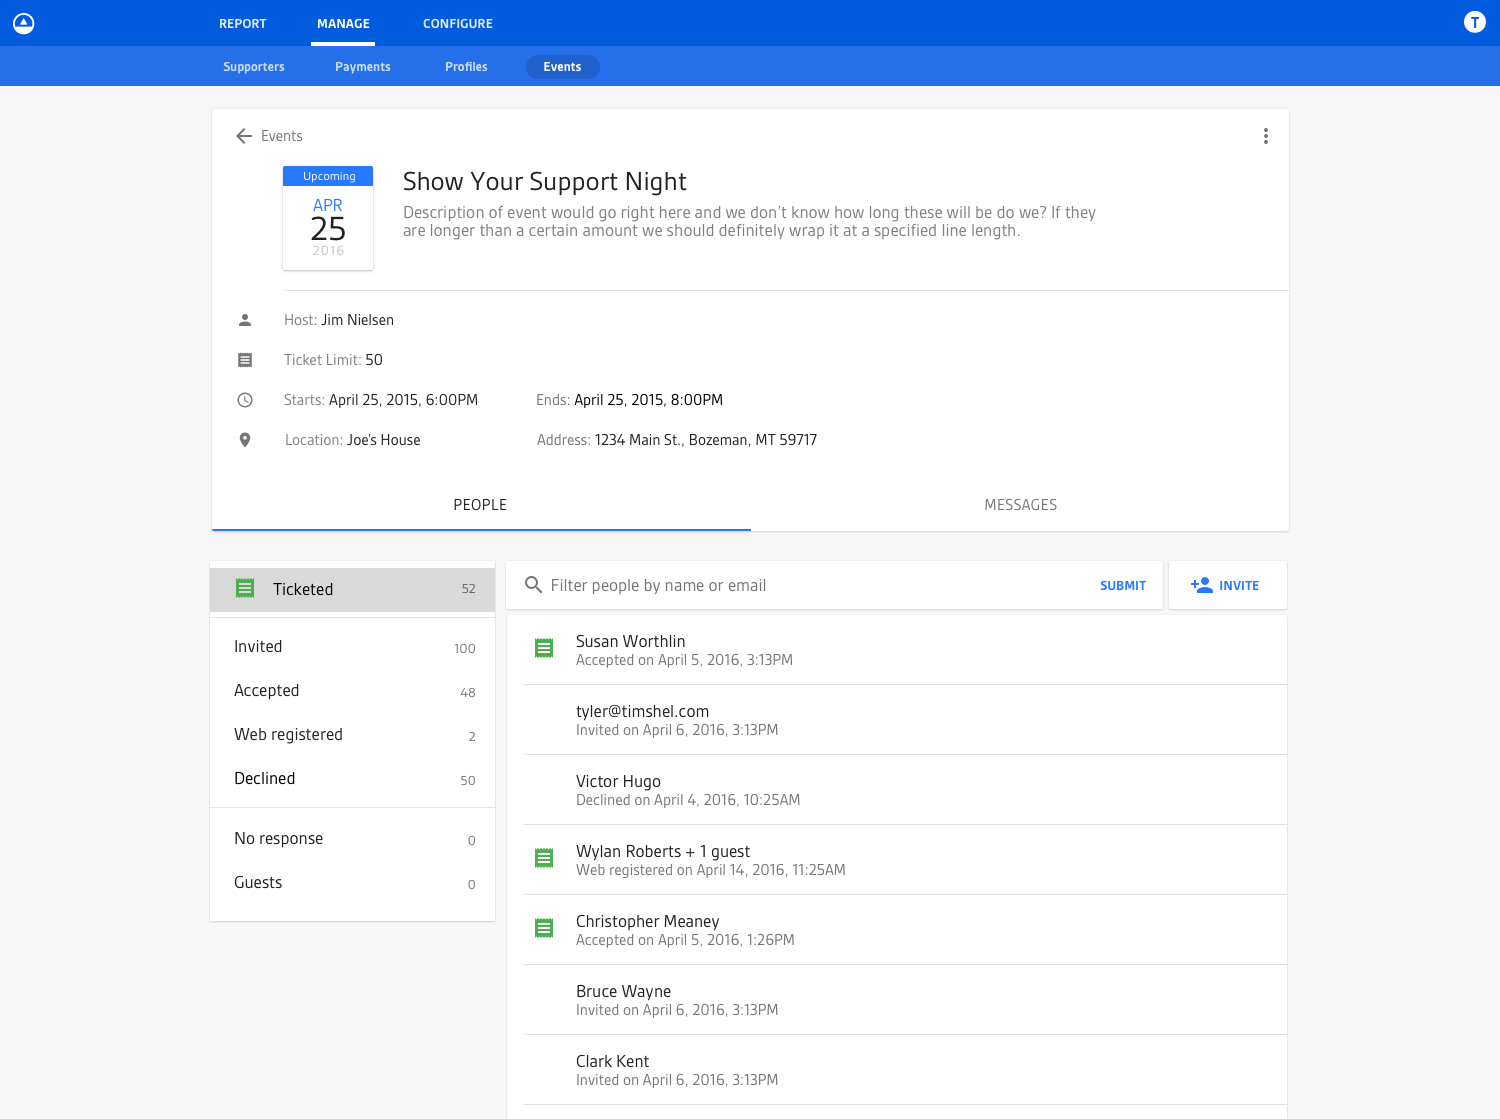 REPORT MANAGE CONFIGURE T
Supporters Payments Profiles Events
Events
Upcoming
APR
25
2016
Show Your Support Night
Description of event would go right here and we don't know how long these will be do we? If they
are longer than a certain amount we should definitely wrap it at a specified line length.
Host: Jim Nielsen
Ticket Limit: 50
Starts: April 25, 2015, 6:00PM Ends: April 25, 2015, 8:00PM
Location: Joe's House Address: 1234 Main St., Bozeman, MT 59717
PEOPLE MESSAGES
Ticketed 52
Invited 100
Accepted 48
Web registered 2
Declined 50
No response 0
Guests 0
Filter people by name or email SUBMIT INVITE
Susan Worthlin
Accepted on April 5, 2016, 3:13PM
tyler@timshel.com
Invited on April 6, 2016, 3:13PM
Victor Hugo
Declined on April 4, 2016, 10:25AM
Wylan Roberts + 1 guest
Web registered on April 14, 2016, 11:25AM
Christopher Meaney
Accepted on April 5, 2016, 1:26PM
Bruce Wayne
Invited on April 6, 2016, 3:13PM
Clark Kent
Invited on April 6, 2016, 3:13PM